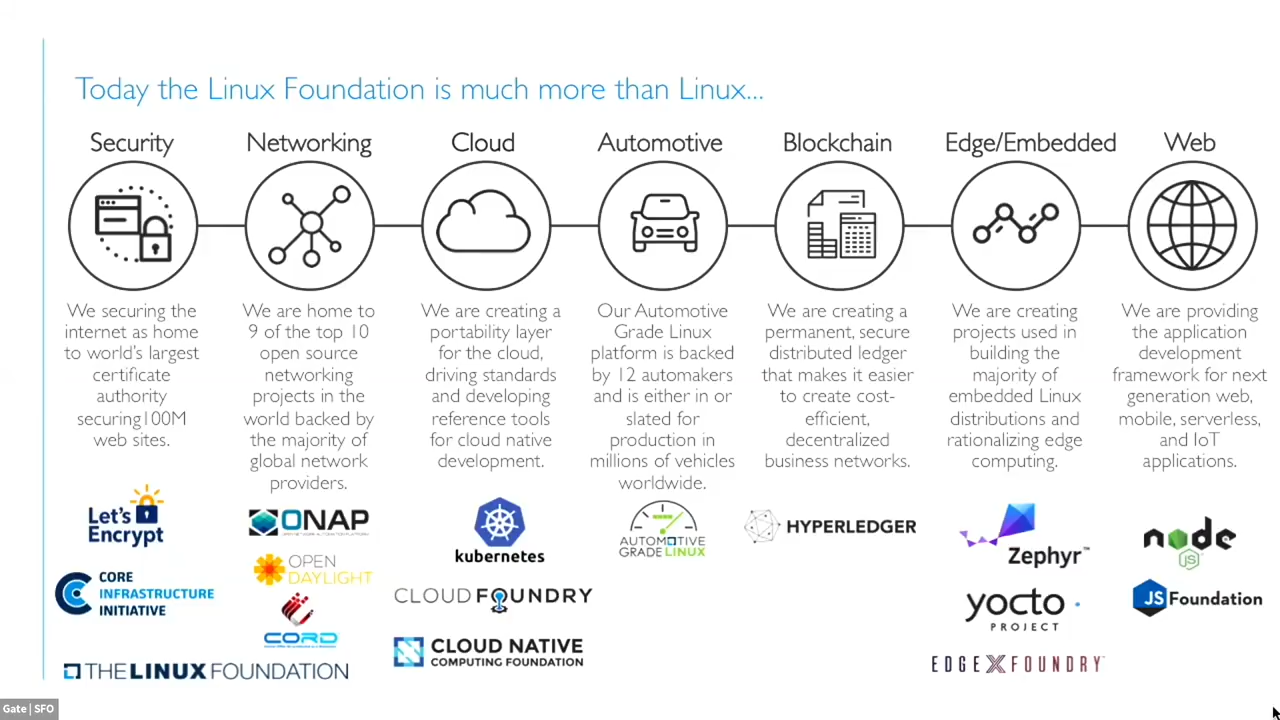 Today the Linux Foundation is much more than Linux...
Security
We securing the
internet as home
to world's largest
certificate
authority
securing100M
web sites.
Let's
Encrypt
CORE
INFRASTRUCTURE
INITIATIVE
Networking
We are home to
9 of the top 10
open source
networking
projects in the
world backed by
the majority of
global network
providers.
ONAP
OPEN NETWORK AUTOMATION PLATFORM
OPEN
DAYLIGHT
CORD
Cloud
We are creating a
portability layer
for the cloud,
driving standards
and developing
reference tools
for cloud native
development.
kubernetes
CLOUD FOUNDRY
CLOUD NATIVE
COMPUTING FOUNDATION
Automotive
Our Automotive
Grade Linux
platform is backed
by 12 automakers
and is either in or
slated for
production in
millions of vehicles
worldwide.
AUTOMOTIVE
GRADE LINUX
Blockchain
We are creating a
permanent, secure
distributed ledger
that makes it easier
to create cost-
efficient,
decentralized
business networks.
HYPERLEDGER
Edge/Embedded
We are creating
projects used in
building the
majority of
embedded Linux
distributions and
rationalizing edge
computing.
Zephyr™
yocto
PROJECT
EDGE X FOUNDRY
Web
We are providing
the application
development
framework for next
generation web,
mobile, serverless,
and IoT
applications.
node
JS
JS Foundation
THE LINUX FOUNDATION
Gate | SFO